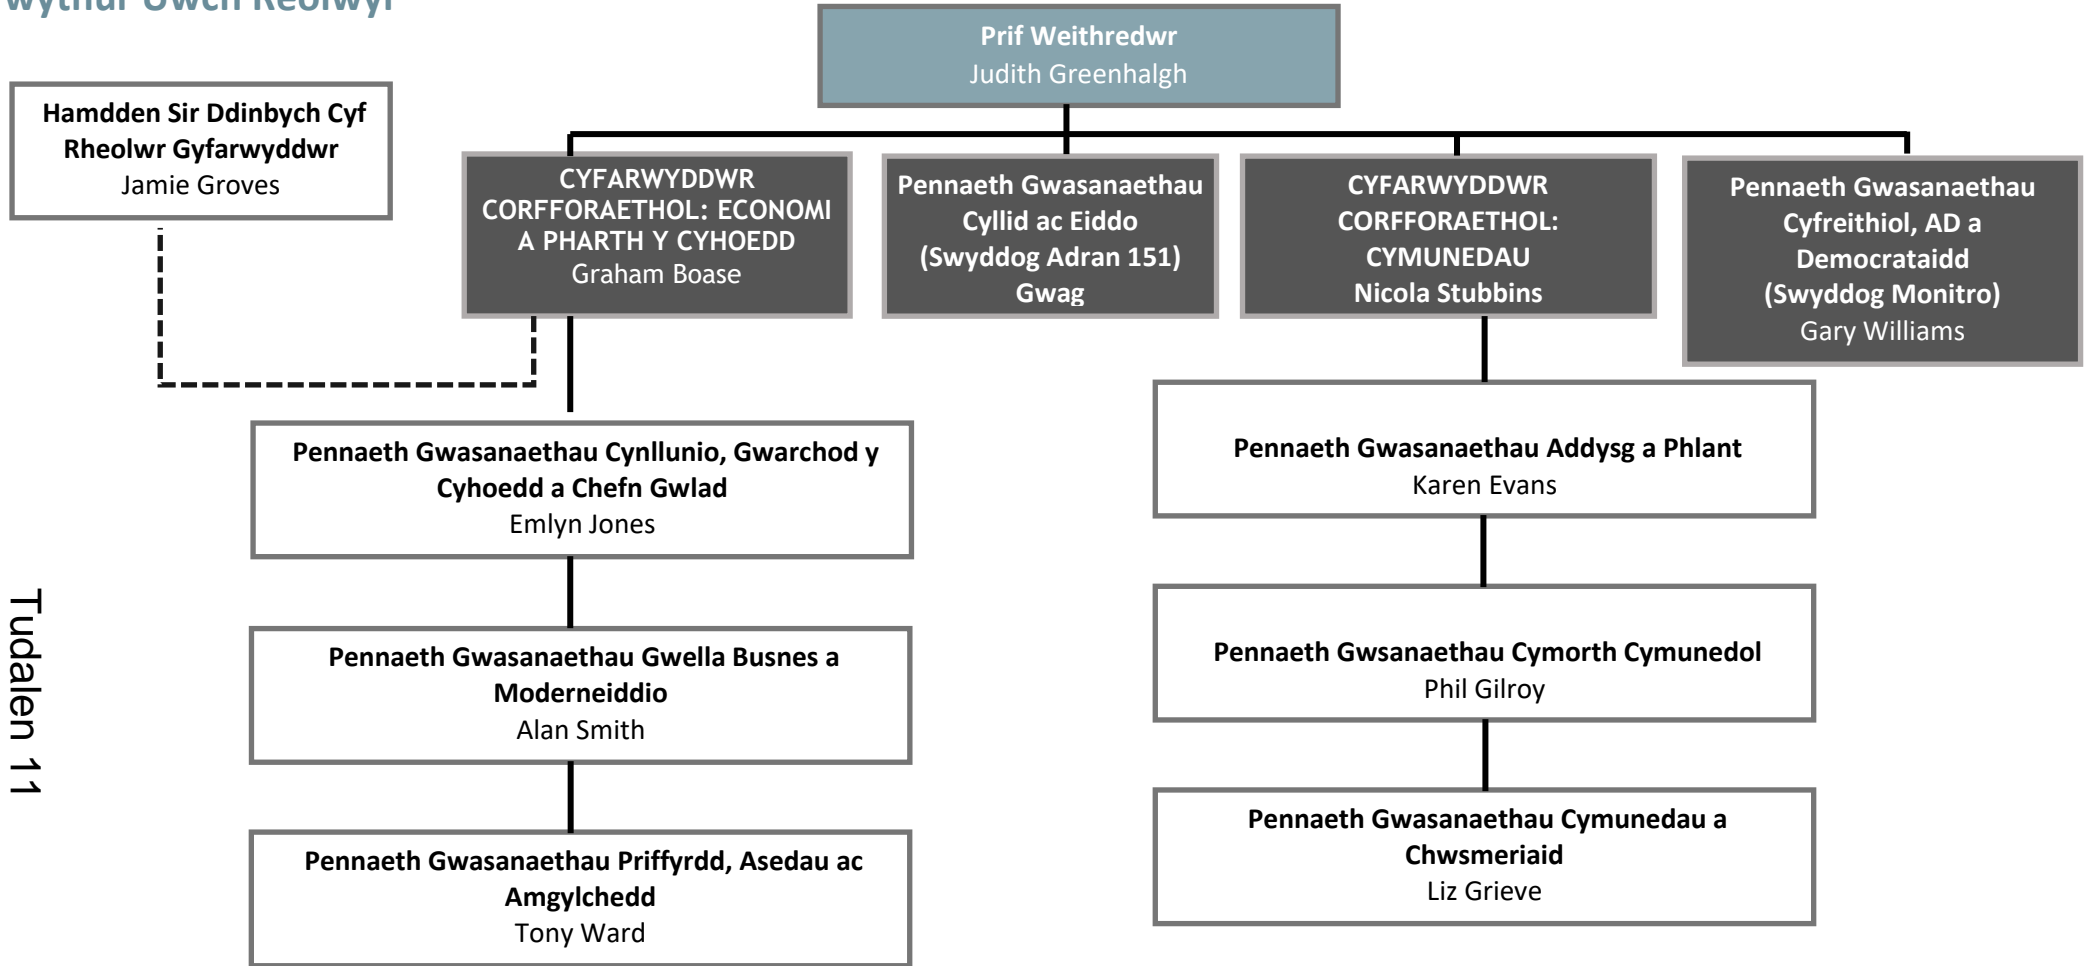 Uwch Reolwyr
Prif Weithredwr
Judith Greenhalgh
Hamdden Sir Ddinbych Cyf
Rheolwr Gyfarwyddwr
Jamie Groves
CYFARWYDDWR
CORFFORAETHOL: ECONOMI
A PHARTH Y CYHOEDD
Graham Boase
Pennaeth Gwasanaethau
Cyllid ac Eiddo
(Swyddog Adran 151)
Gwag
CYFARWYDDWR
CORFFORAETHOL:
CYMUNEDAU
Nicola Stubbins
Pennaeth Gwasanaethau
Cyfreithiol, AD a
Democrataidd
(Swyddog Monitro)
Gary Williams
Pennaeth Gwasanaethau Cynllunio, Gwarchod y
Cyhoedd a Chefn Gwlad
Emlyn Jones
Pennaeth Gwasanaethau Gwella Busnes a
Moderneiddio
Alan Smith
Pennaeth Gwasanaethau Priffyrdd, Asedau ac
Amgylchedd
Tony Ward
Pennaeth Gwasanaethau Addysg a Phlant
Karen Evans
Pennaeth Gwsanaethau Cymorth Cymunedol
Phil Gilroy
Pennaeth Gwasanaethau Cymunedau a
Chwsmeriaid
Liz Grieve
Tudalen 11